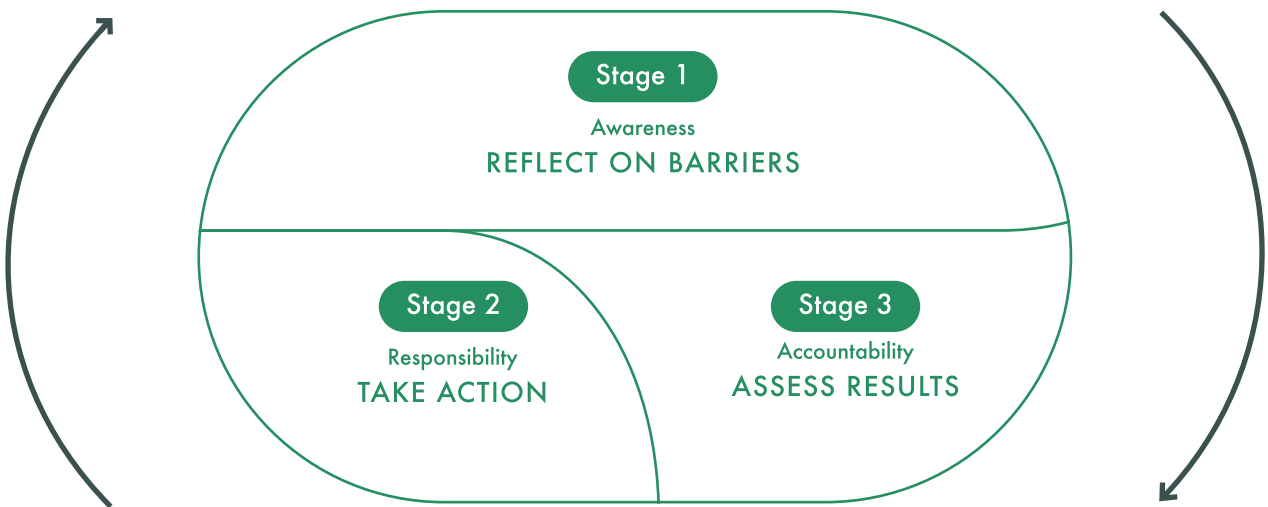 Stage 1
Awareness
REFLECT ON BARRIERS
Stage 2
Responsibility
TAKE ACTION
Stage 3
Accountability
ASSESS RESULTS